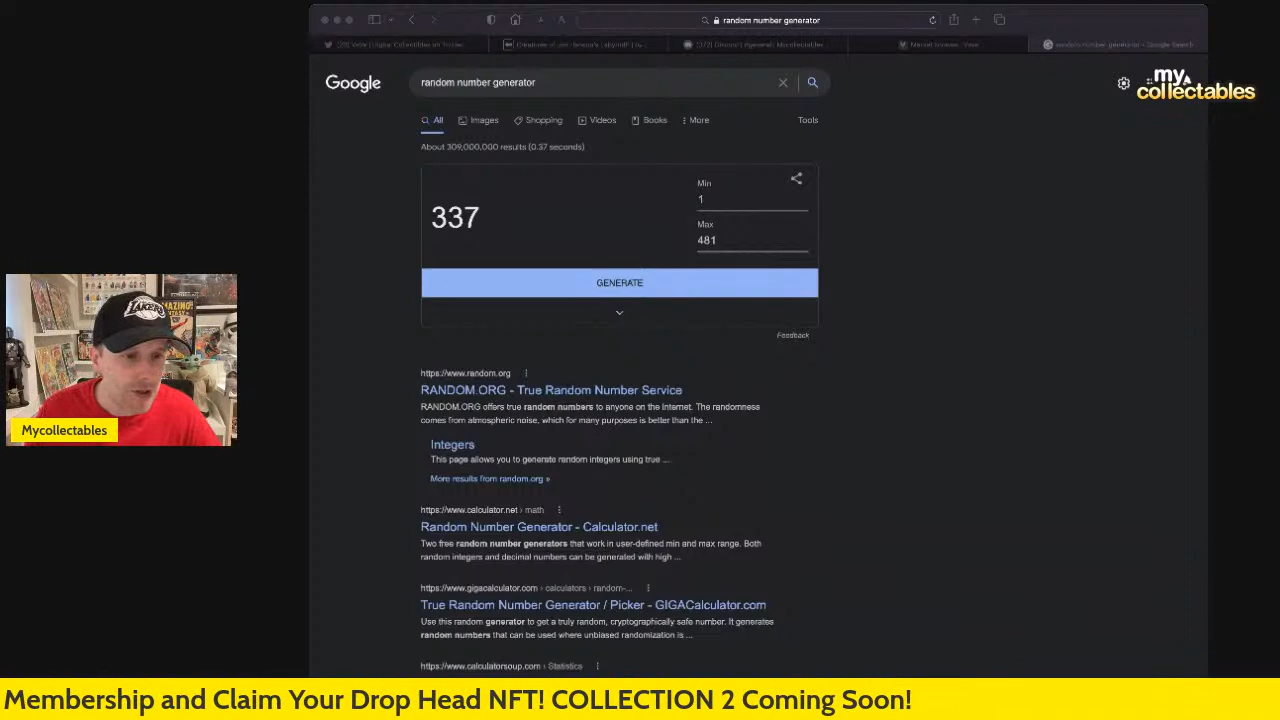 random number generator
random number generator - Google Search
Google
random number generator
my
collectables
All
Images
Shopping
Videos
Books
More
Tools
About 309,000,000 results (0.37 seconds)
Min
1
337
Max
481
GENERATE
Feedback
https://www.random.org
RANDOM.ORG - True Random Number Service
RANDOM.ORG offers true random numbers to anyone on the Internet. The randomness
comes from atmospheric noise, which for many purposes is better than the ...
Integers
This page allows you to generate random integers using true ...
More results from random.org »
LAKERS
AMAZING
FANTASY
Mycollectables
https://www.calculator.net › math
Random Number Generator - Calculator.net
Two free random number generators that work in user-defined min and max range. Both
random integers and decimal numbers can be generated with high ...
https://www.gigacalculator.com › calculators › random-...
True Random Number Generator / Picker - GIGACalculator.com
Use this random generator to get a truly random, cryptographically safe number. It generates
random numbers that can be used where unbiased randomization is ...
https://www.calculatorsoup.com › Statistics
Membership and Claim Your Drop Head NFT! COLLECTION 2 Coming Soon!